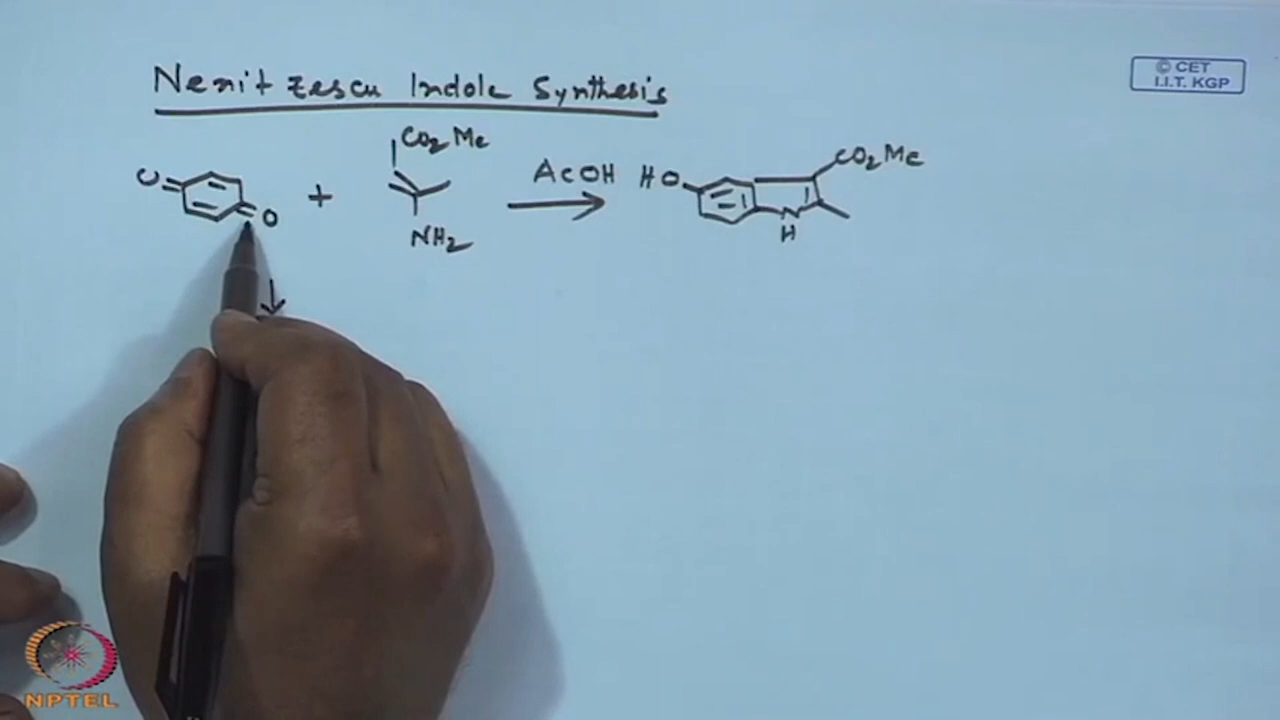 Nenitzescu Indole Synthesis
© CET
I.I.T. KGP
CO2Me
O
O
+
NH2
AcOH
HO
CO2Me
N
H
NPTEL